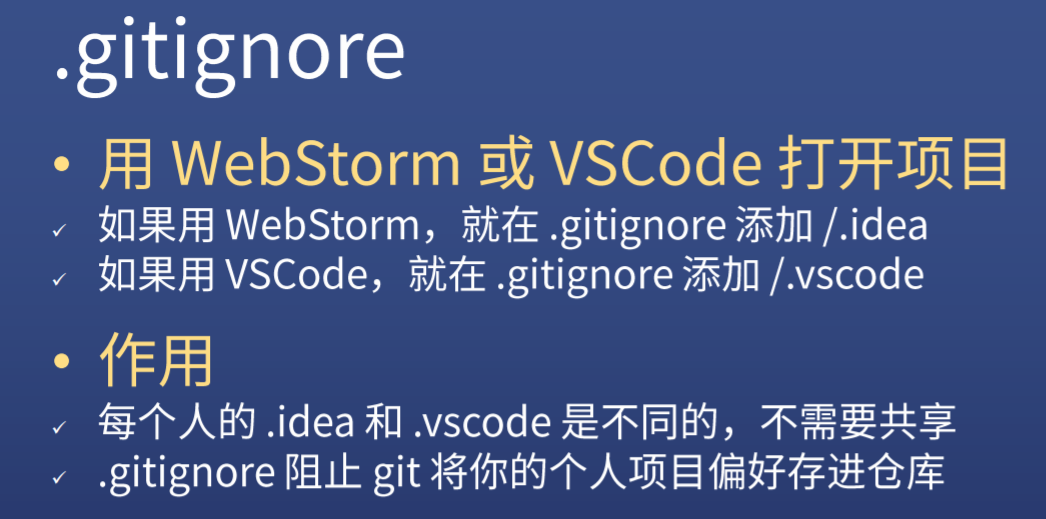 .gitignore
• 用 WebStorm 或 VSCode 打开项目
✓ 如果用 WebStorm，就在 .gitignore 添加 /.idea
✓ 如果用 VSCode，就在 .gitignore 添加 /.vscode
• 作用
✓ 每个人的 .idea 和 .vscode 是不同的，不需要共享
✓ .gitignore 阻止 git 将你的个人项目偏好存进仓库